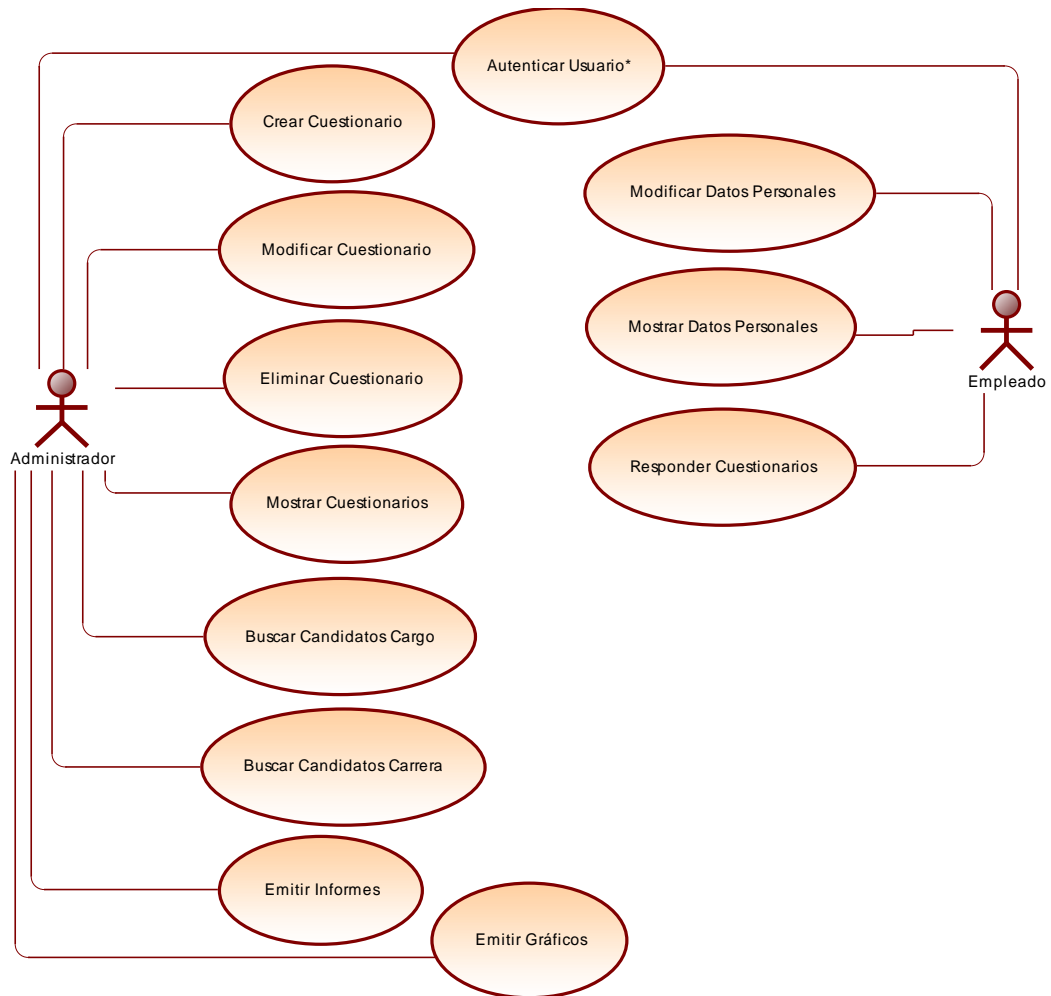 Autenticar Usuario*
Crear Cuestionario
Modificar Datos Personales
Modificar Cuestionario
Mostrar Datos Personales
Eliminar Cuestionario
Empleado
Administrador
Responder Cuestionarios
Mostrar Cuestionarios
Buscar Candidatos Cargo
Buscar Candidatos Carrera
Emitir Informes
Emitir Gráficos